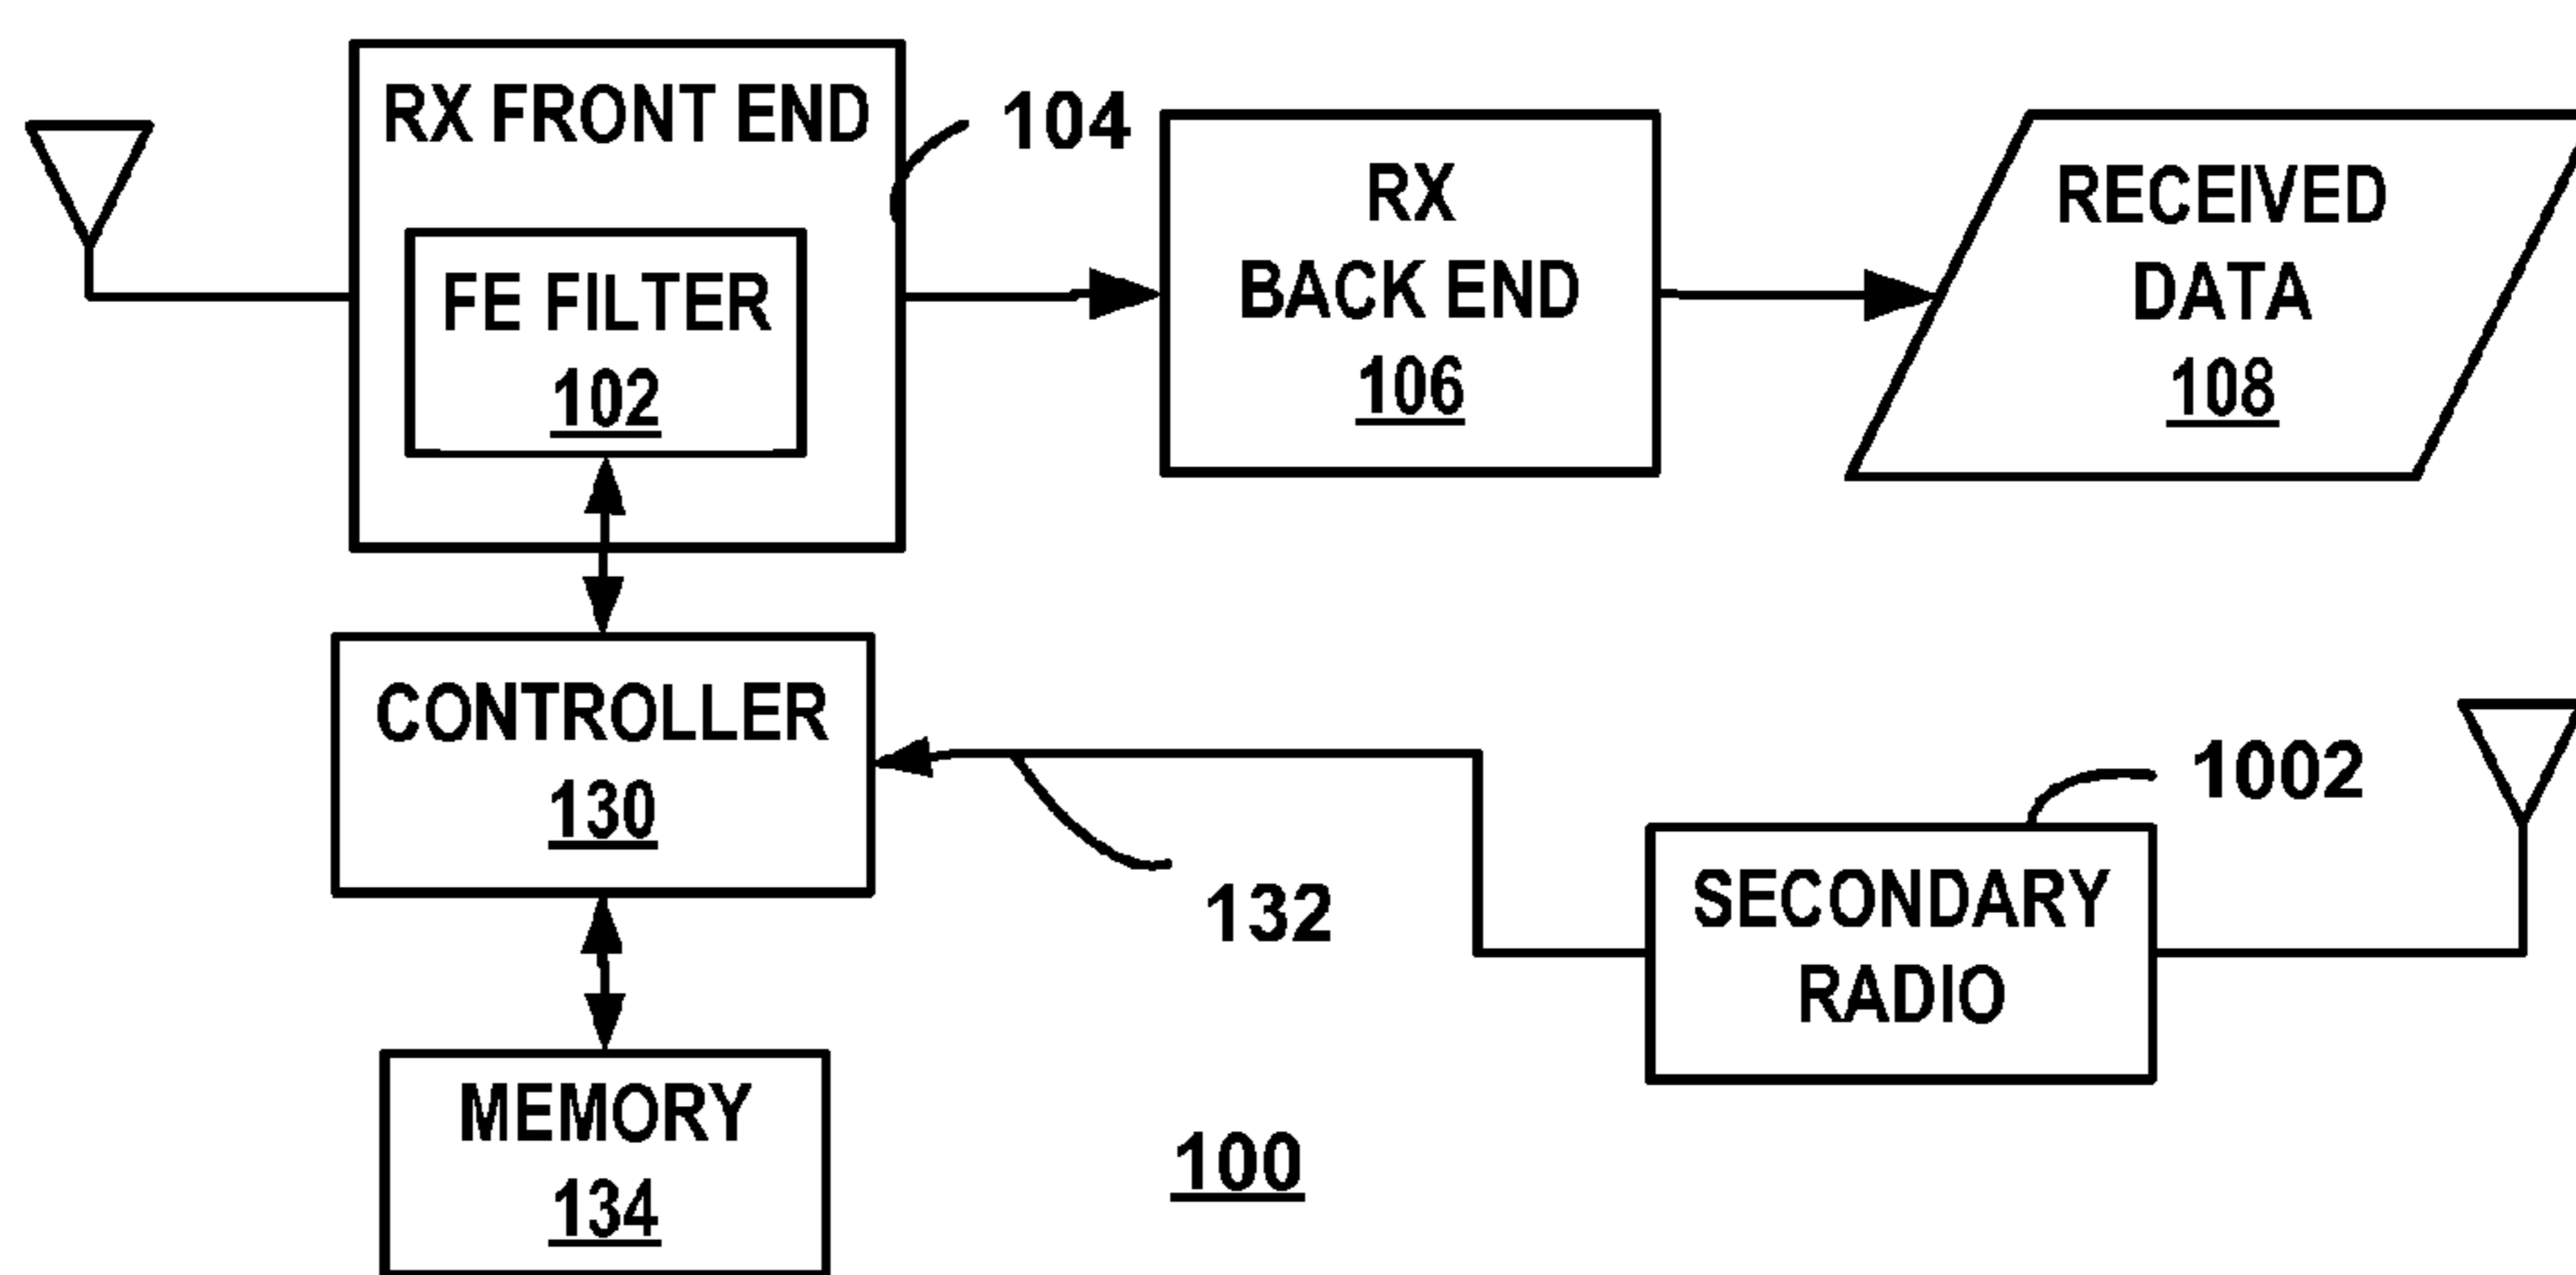 RX FRONT END
104
FE FILTER
102
RX
BACK END
106
RECEIVED
DATA
108
CONTROLLER
130
132
1002
SECONDARY
RADIO
MEMORY
134
100